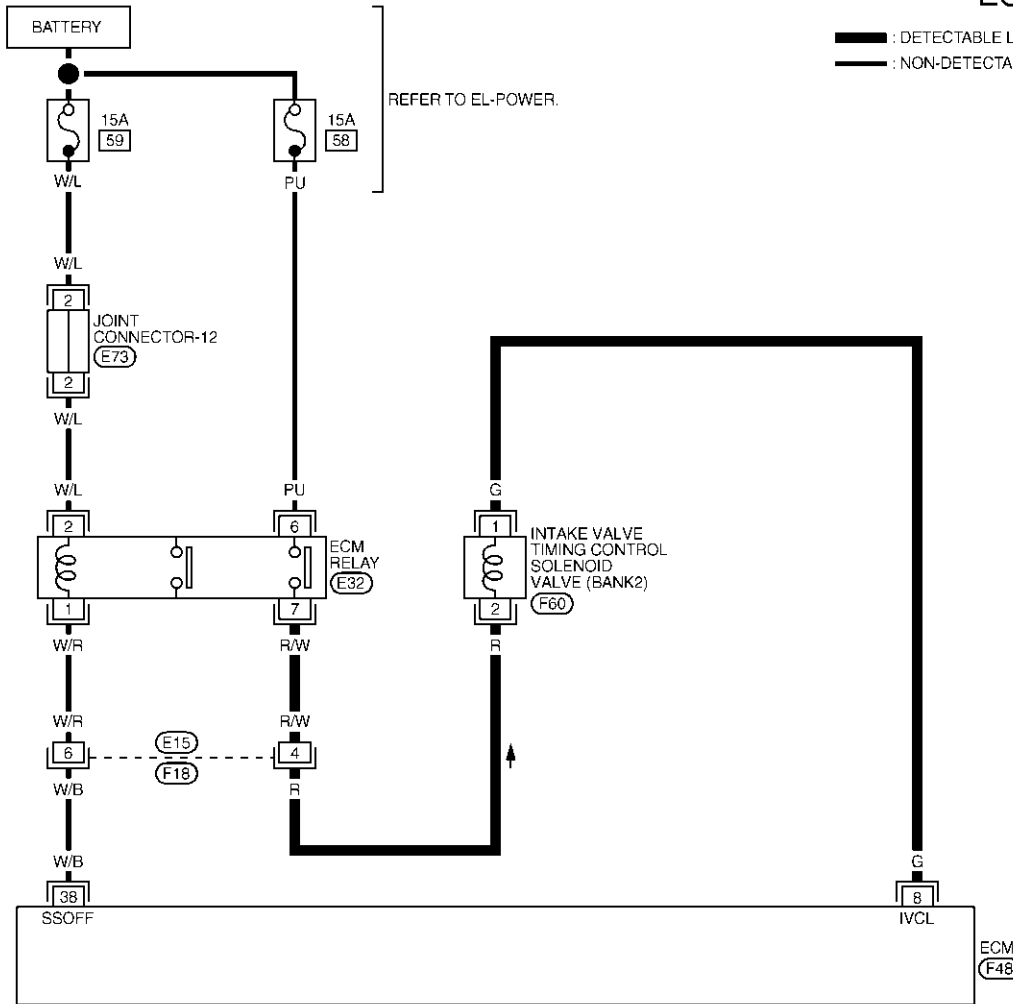 BATTERY
: DETECTABLE L
: NON-DETECTA
REFER TO EL-POWER.
15A
59
15A
58
W/L
PU
W/L
2
JOINT
CONNECTOR-12
E73
2
W/L
W/L
PU
G
2
6
ECM
RELAY
E32
1
INTAKE VALVE
TIMING CONTROL
SOLENOID
VALVE (BANK2)
F60
1
7
2
W/R
R/W
R
W/R
R/W
6
E15
F18
4
W/B
R
W/B
G
38
SSOFF
8
IVCL
ECM
F48